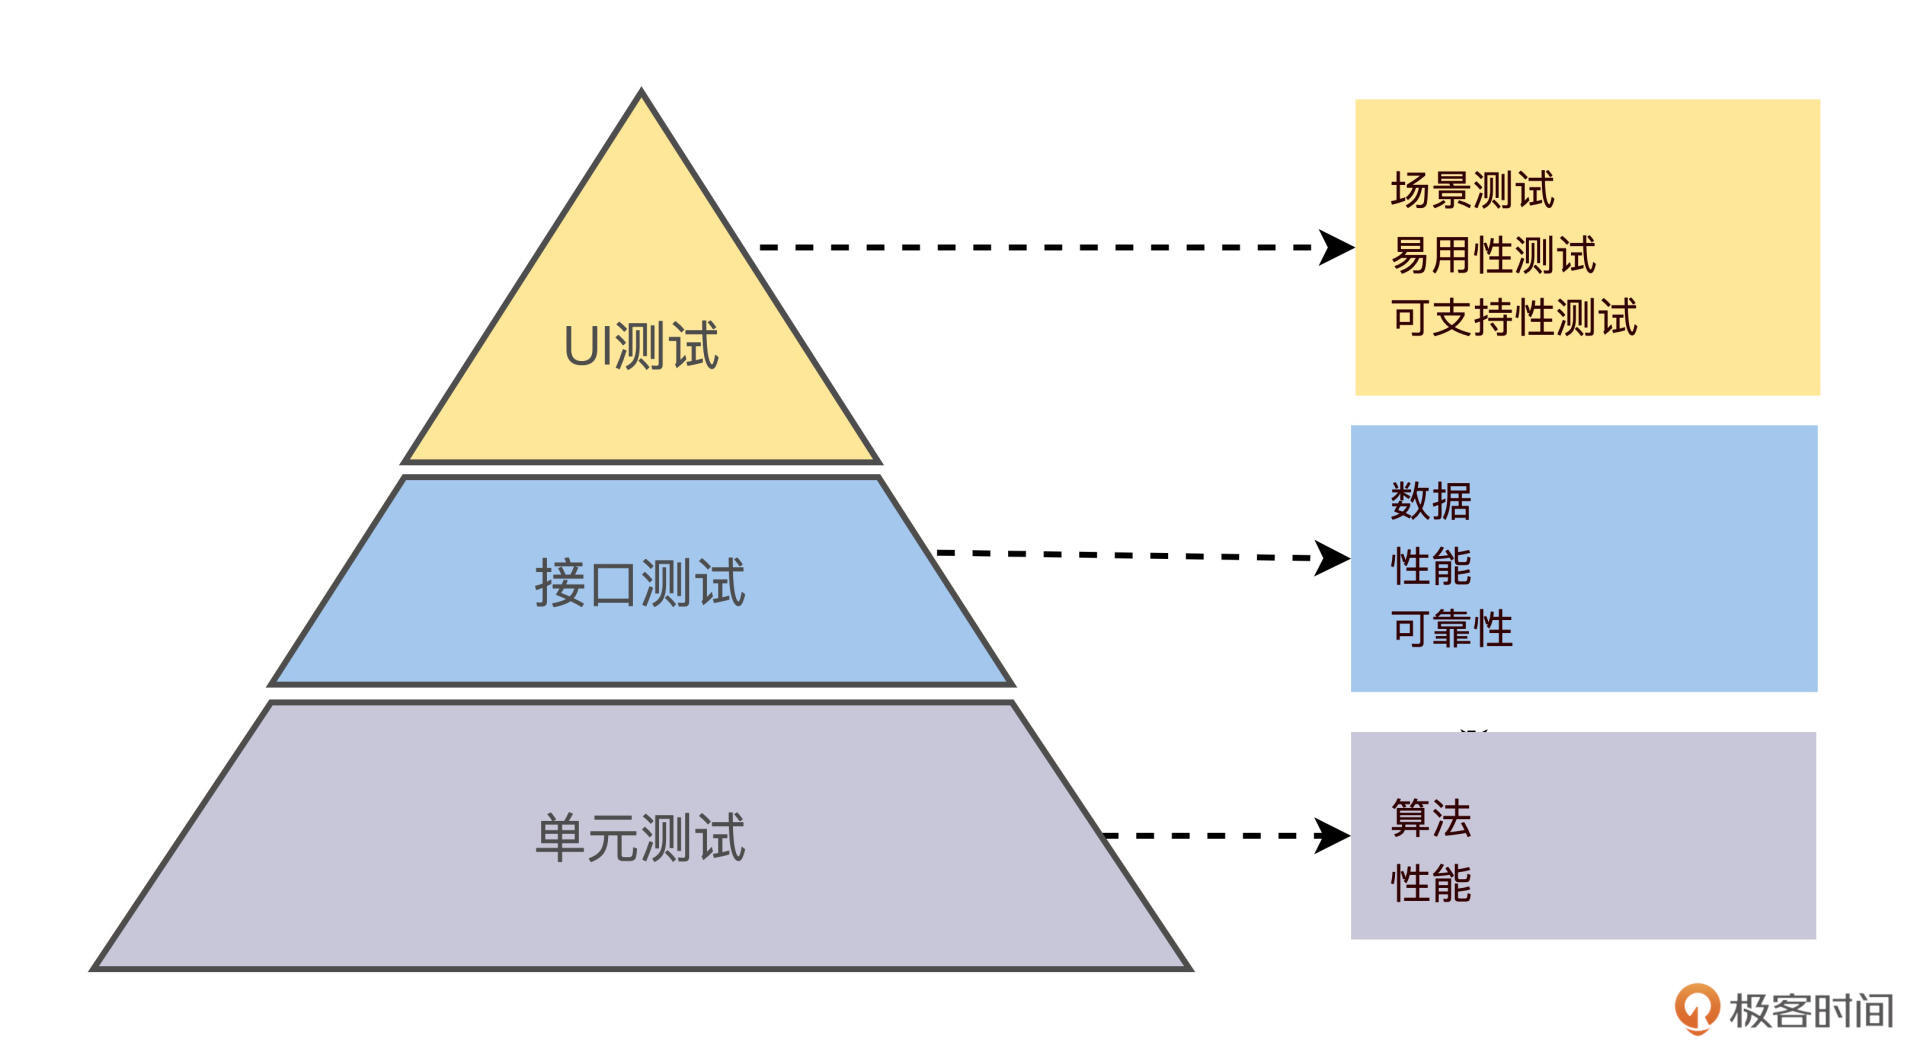 UI测试
场景测试
易用性测试
可支持性测试
接口测试
数据
性能
可靠性
单元测试
算法
性能
极客时间